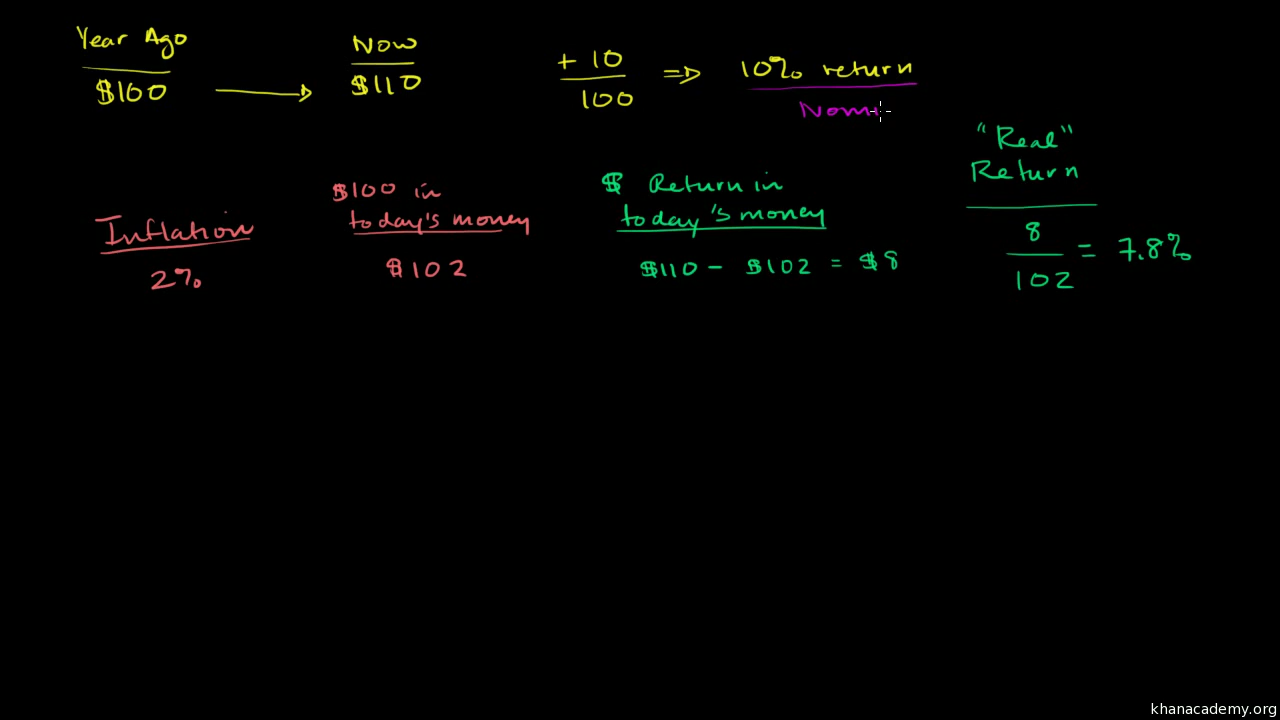 Year Ago
$100
Now
$110
+ 10
100
⇒ 10% return
Nomi
Inflation
2%
$100 in
today's money
$102
$ Return in
today's money
$110 - $102 = $8
"Real"
Return
8
102
= 7.8%
khanacademy.org